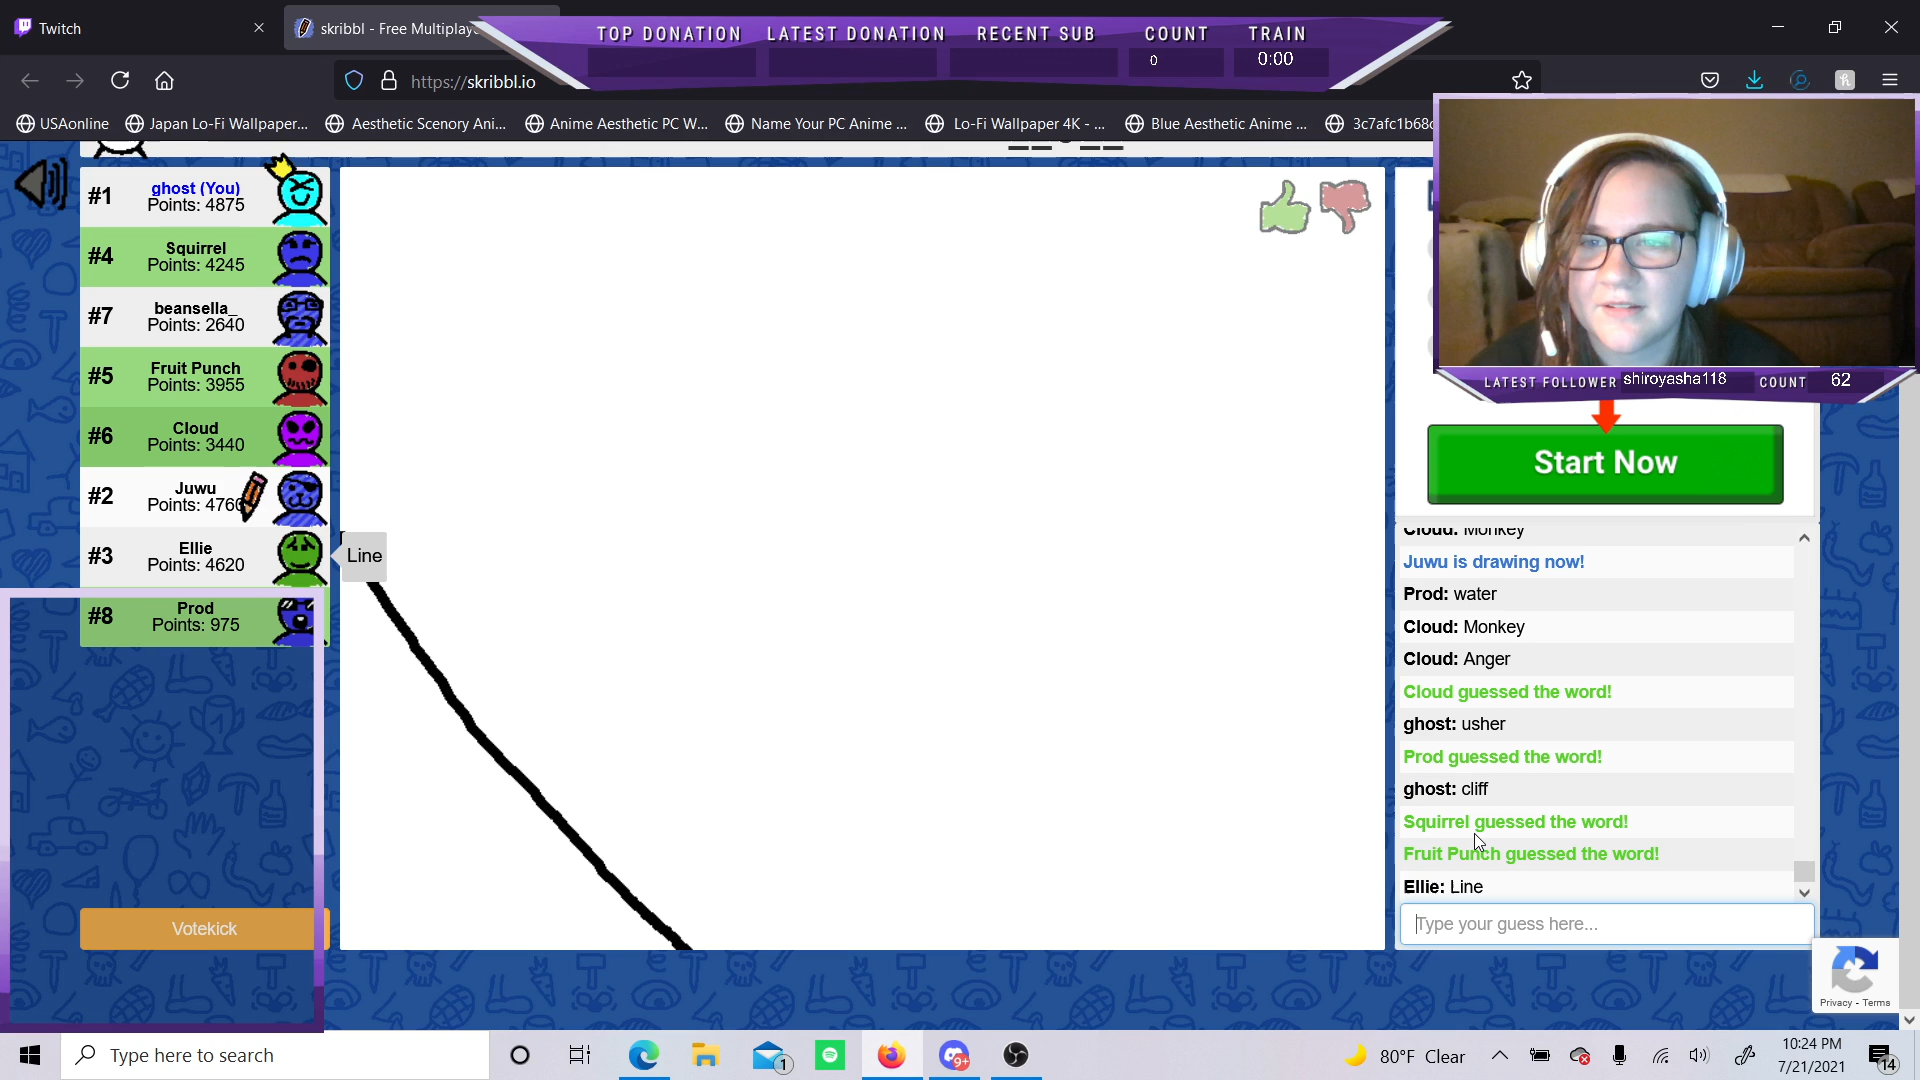 Twitch
skribbl - Free Multiplaye
TOP DONATION LATEST DONATION RECENT SUB COUNT TRAIN
0 0:00
https://skribbl.io
USAonline Japan Lo-Fi Wallpaper... Aesthetic Scenory Ani... Anime Aesthetic PC W... Name Your PC Anime ... Lo-Fi Wallpaper 4K - ... Blue Aesthetic Anime ... 3c7afc1b68
#1 ghost (You)
Points: 4875
#4 Squirrel
Points: 4245
#7 beansella_
Points: 2640
#5 Fruit Punch
Points: 3955
#6 Cloud
Points: 3440
#2 Juwu
Points: 4760
#3 Ellie
Points: 4620
#8 Prod
Points: 975
Line
Votekick
LATEST FOLLOWER shiroyasha118 COUNT 62
Start Now
Cloud: Monkey
Juwu is drawing now!
Prod: water
Cloud: Monkey
Cloud: Anger
Cloud guessed the word!
ghost: usher
Prod guessed the word!
ghost: cliff
Squirrel guessed the word!
Fruit Punch guessed the word!
Ellie: Line
Type your guess here...
Privacy - Terms
Type here to search
1
9+
80°F Clear
10:24 PM
7/21/2021
14